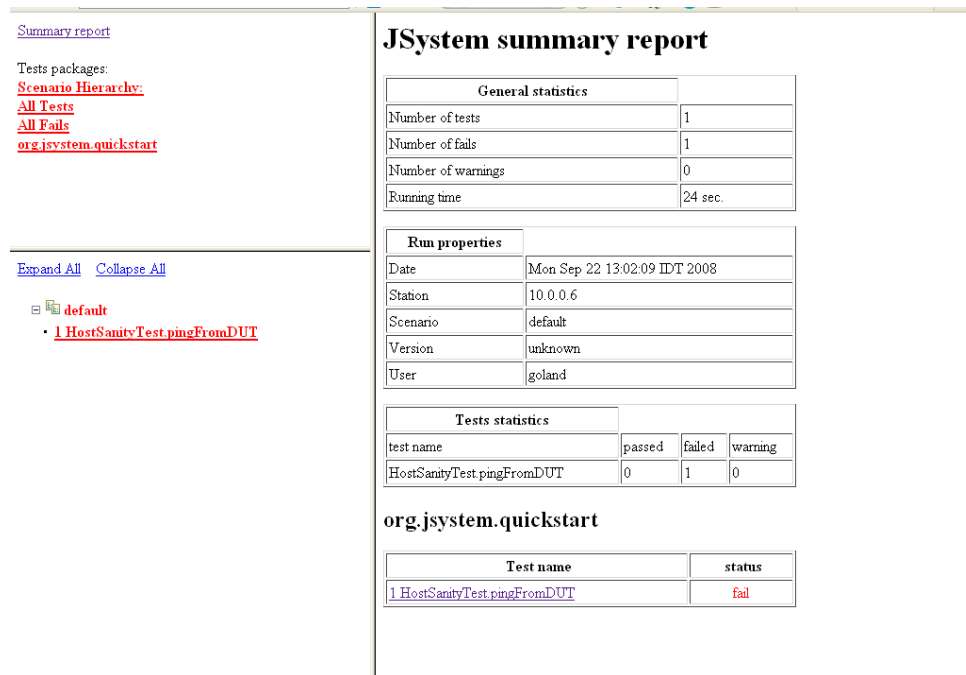 Summary report
Tests packages:
Scenario Hierarchy:
All Tests
All Fails
org.jsystem.quickstart
Expand All Collapse All
default
1 HostSanityTest.pingFromDUT
JSystem summary report
General statistics
Number of tests 1
Number of fails 1
Number of warnings 0
Running time 24 sec.
Run properties
Date Mon Sep 22 13:02:09 IDT 2008
Station 10.0.0.6
Scenario default
Version unknown
User goland
Tests statistics
test name passed failed warning
HostSanityTest.pingFromDUT 0 1 0
org.jsystem.quickstart
Test name status
1 HostSanityTest.pingFromDUT fail